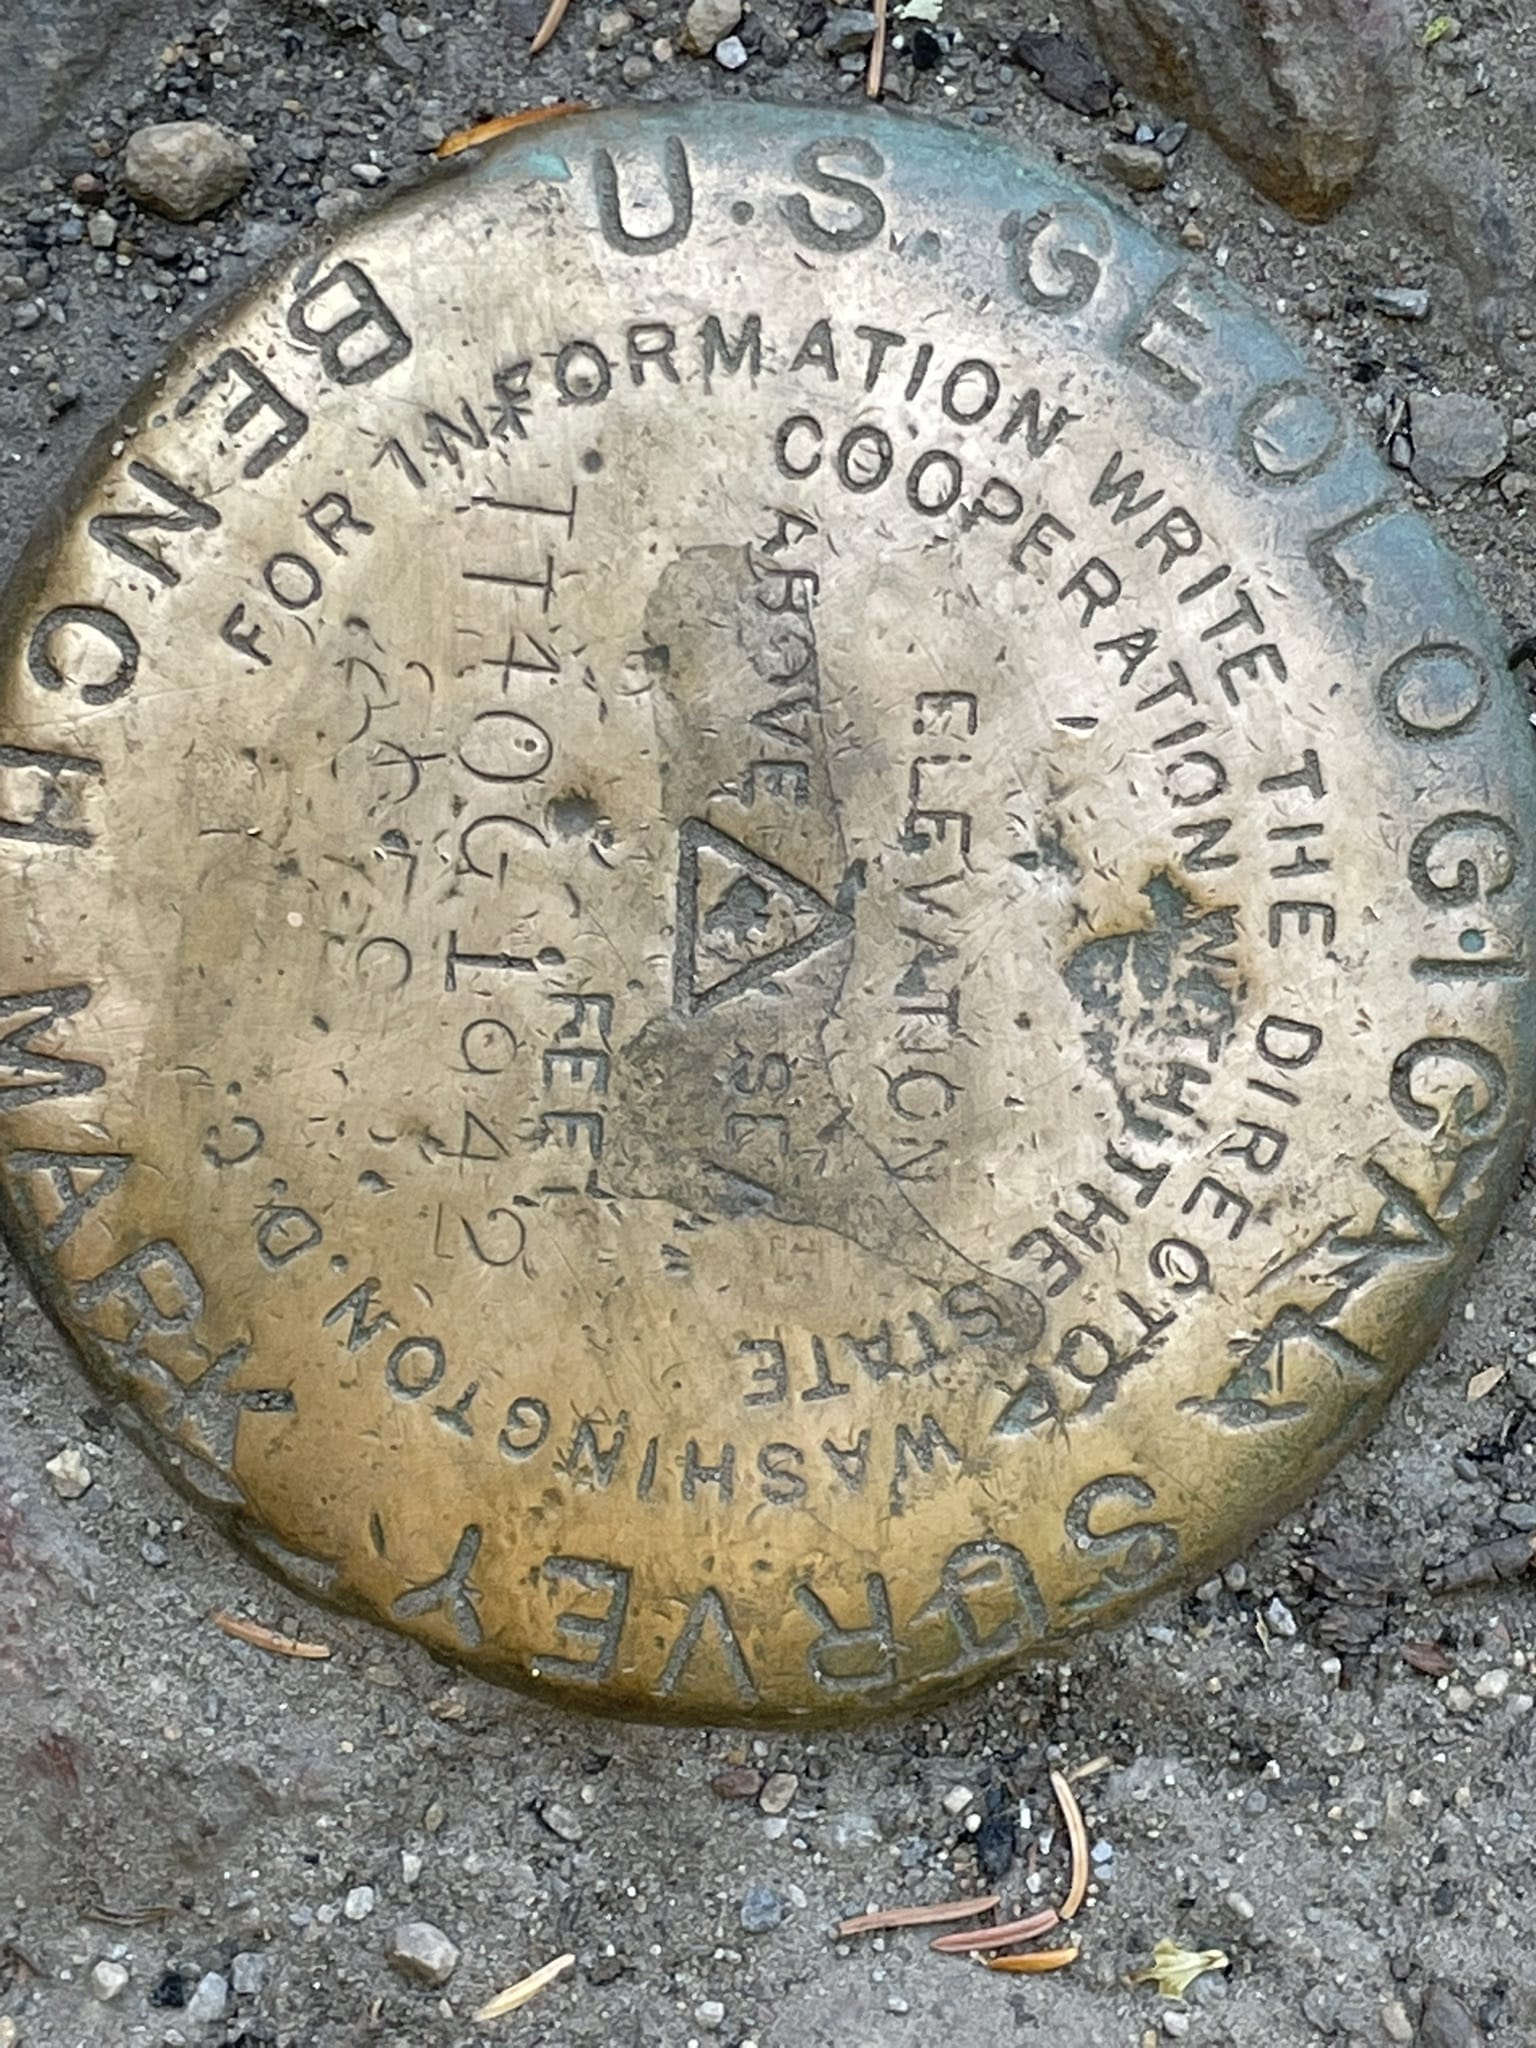 U.S. GEOLOGICAL SURVEY
BENCH MARK
FOR INFORMATION WRITE THE DIRECTOR
WASHINGTON. D.C.
COOPERATION WITH THE
STATE
ELEVATION
ABOVE SEA
FEET
1942